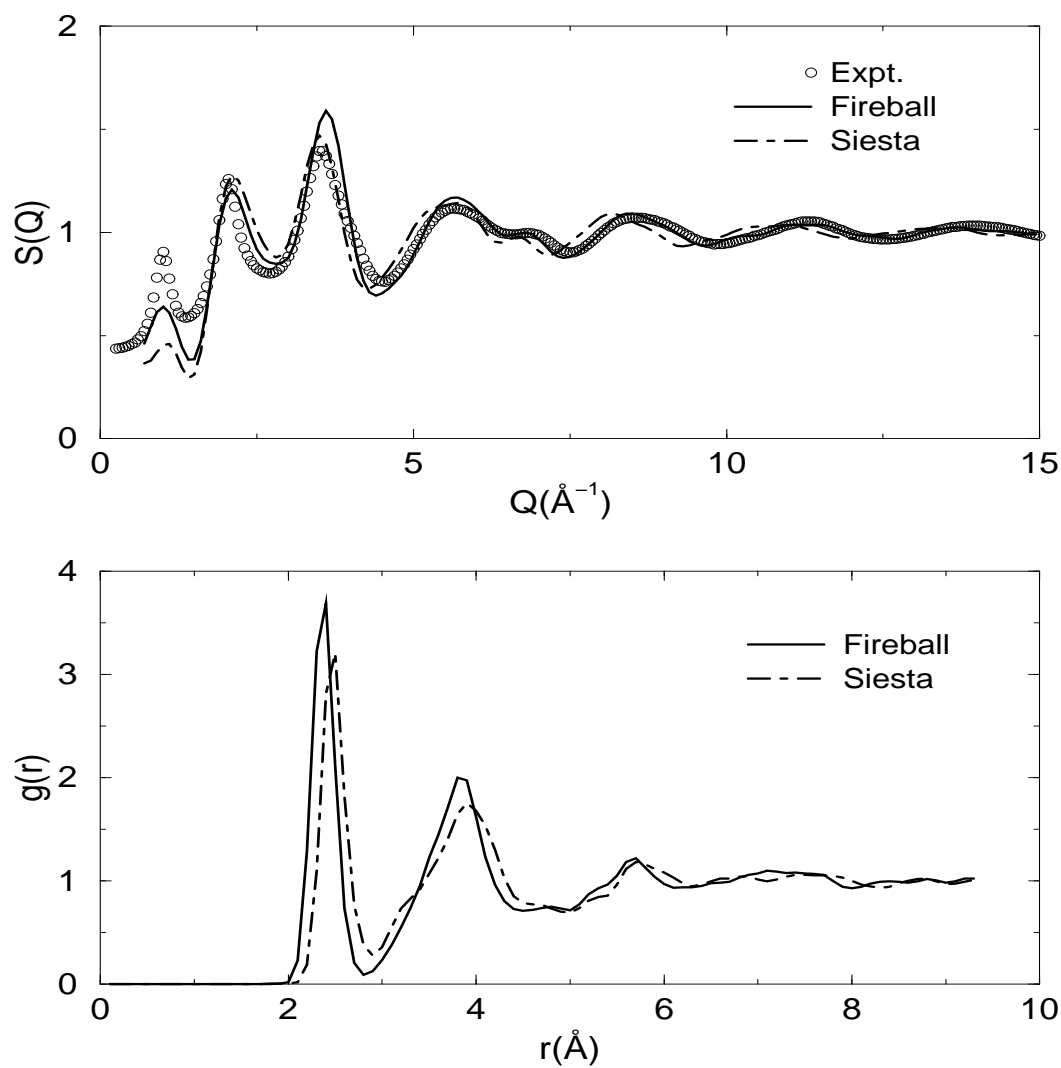 2
1
0
S(Q)
Expt.
Fireball
Siesta
0 5 10 15
Q(Å⁻¹)
4
3
2
1
0
g(r)
Fireball
Siesta
0 2 4 6 8 10
r(Å)